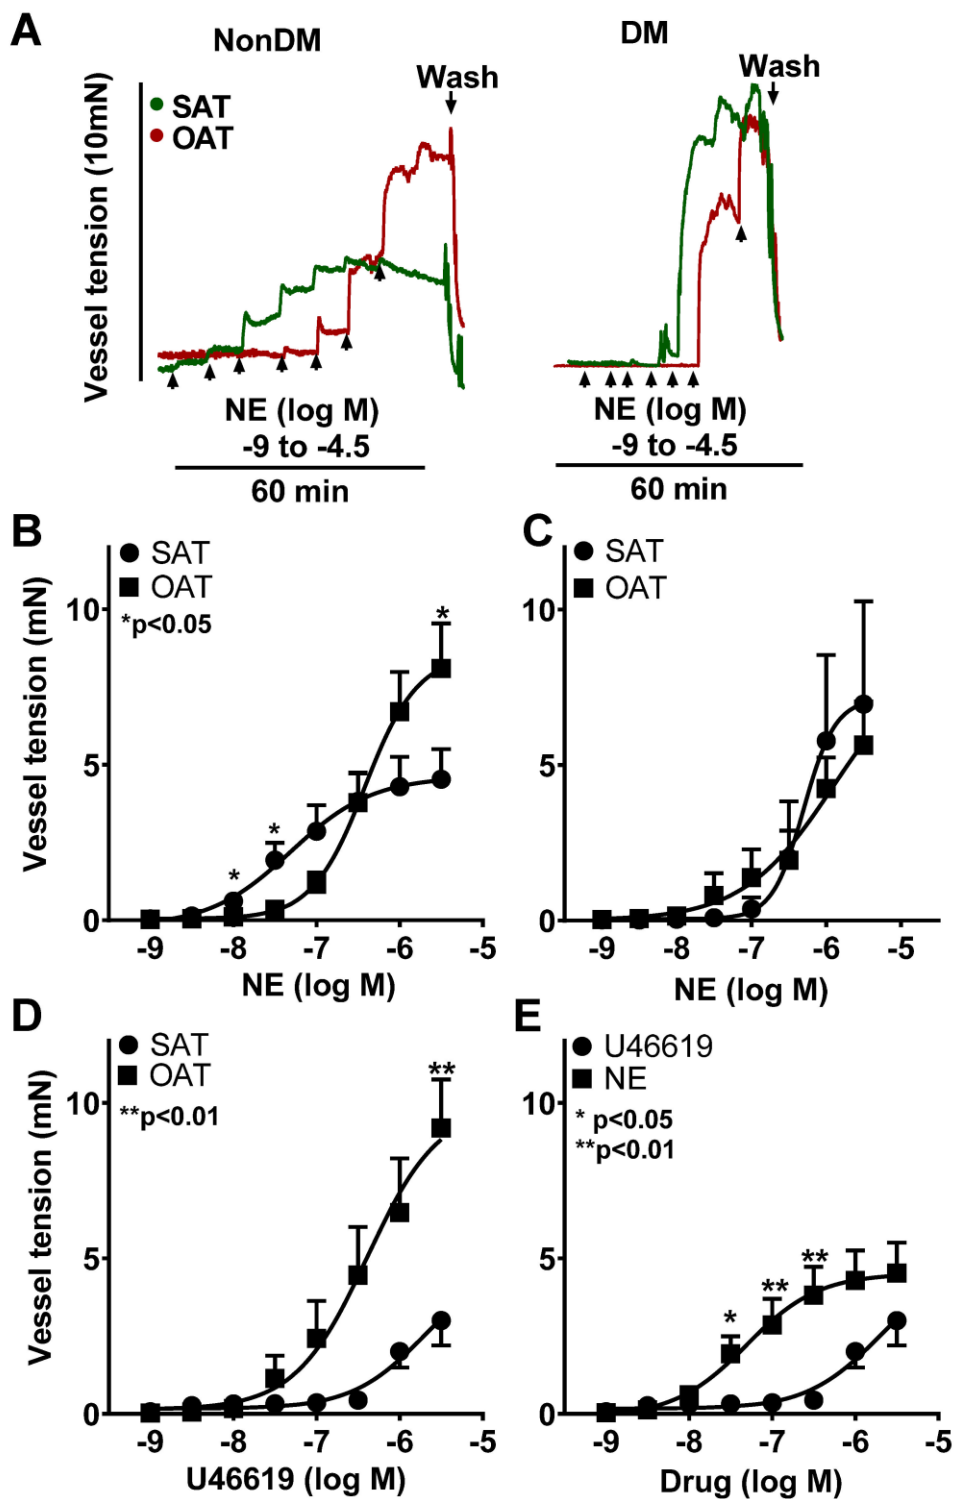 A
NonDM
DM
Wash
Wash
SAT
OAT
Vessel tension (10mN)
NE (log M)
-9 to -4.5
60 min
NE (log M)
-9 to -4.5
60 min
B
SAT
OAT
*p<0.05
Vessel tension (mN)
10
5
0
*
*
*
-9 -8 -7 -6 -5
NE (log M)
C
SAT
OAT
10
5
0
-9 -8 -7 -6 -5
NE (log M)
D
SAT
OAT
**p<0.01
Vessel tension (mN)
10
5
0
**
-9 -8 -7 -6 -5
U46619 (log M)
E
U46619
NE
* p<0.05
**p<0.01
10
5
0
*
**
**
-9 -8 -7 -6 -5
Drug (log M)